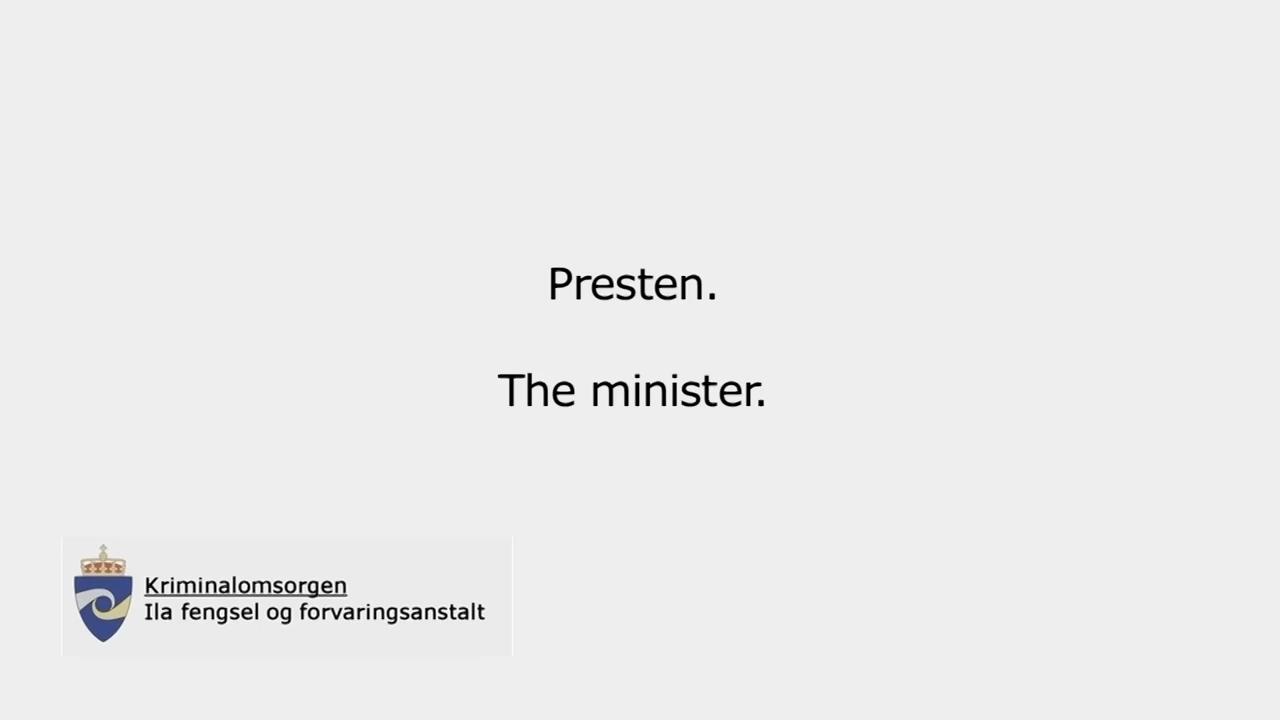 Presten.
The minister.
Kriminalomsorgen
Ila fengsel og forvaringsanstalt